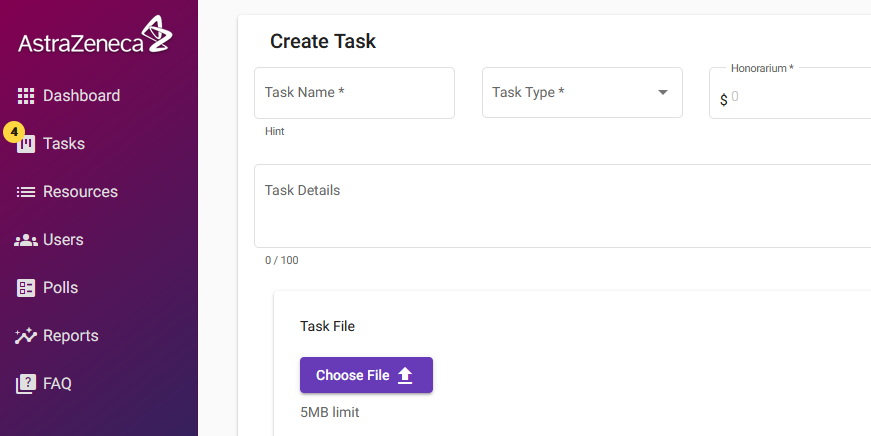 AstraZeneca
Dashboard
4
Tasks
Resources
Users
Polls
Reports
FAQ
Create Task
Task Name *
Task Type *
Honorarium *
$ 0
Hint
Task Details
0 / 100
Task File
Choose File
5MB limit